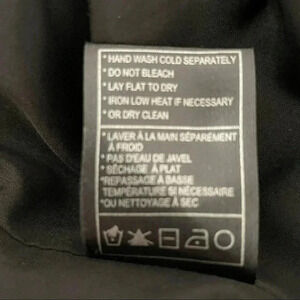 * HAND WASH COLD SEPARATELY
* DO NOT BLEACH
* LAY FLAT TO DRY
* IRON LOW HEAT IF NECESSARY
* OR DRY CLEAN
* LAVER À LA MAIN SÉPARÉMENT
À FROID
* PAS D'EAU DE JAVEL
* SÉCHAGE À PLAT
*REPASSAGE À BASSE
TEMPÉRATURE SI NÉCESSAIRE
*OU NETTOYAGE À SEC